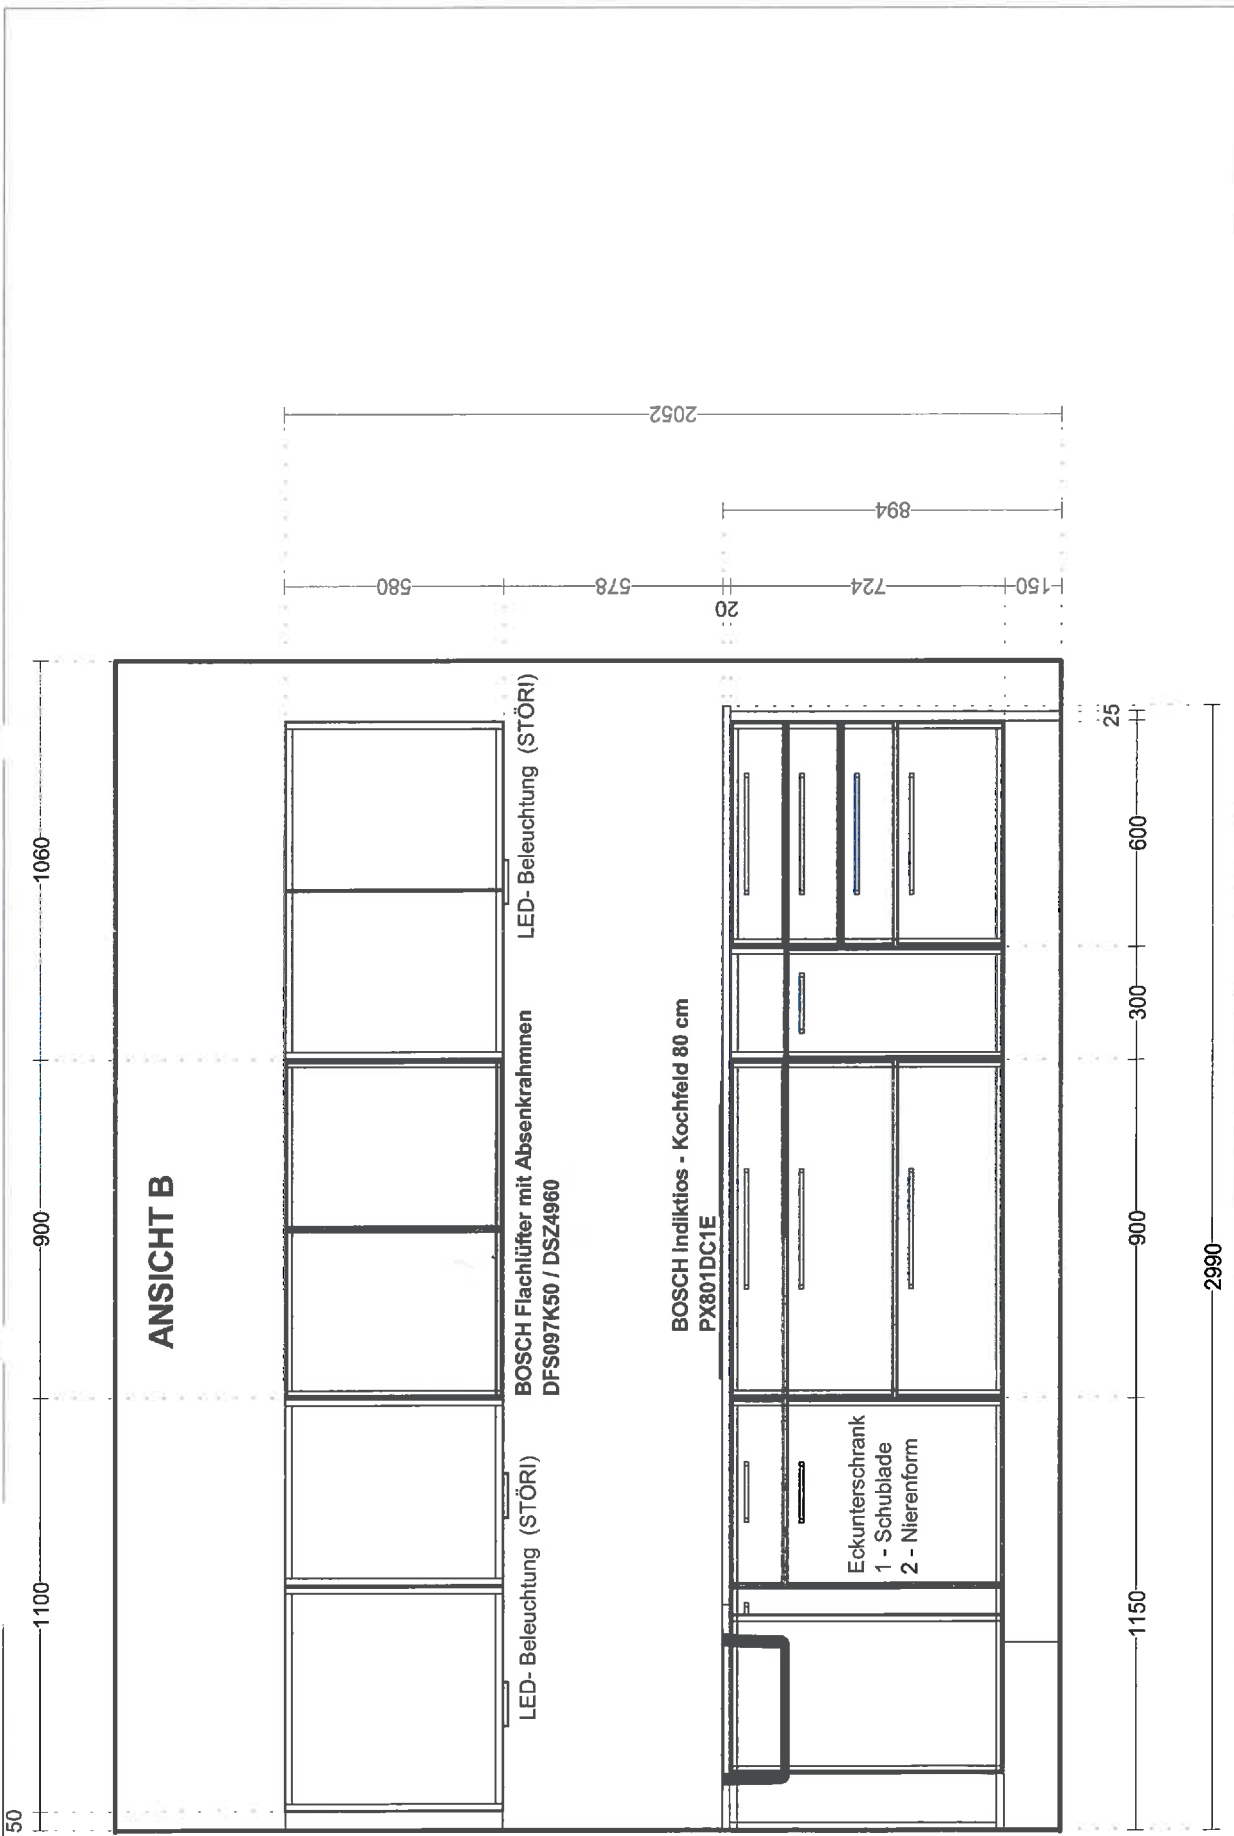 50
1100
900
1060
ANSICHT B
2052
894
580
578
20
724
150
LED- Beleuchtung (STÖRI)
BOSCH Flachlüfter mit Absenkrahmnen
DFS097K50 / DSZ4960
LED- Beleuchtung (STÖRI)
BOSCH Indiktios - Kochfeld 80 cm
PX801DC1E
Eckunterschrank
1 - Schublade
2 - Nierenform
1150
900
300
600
25
2990